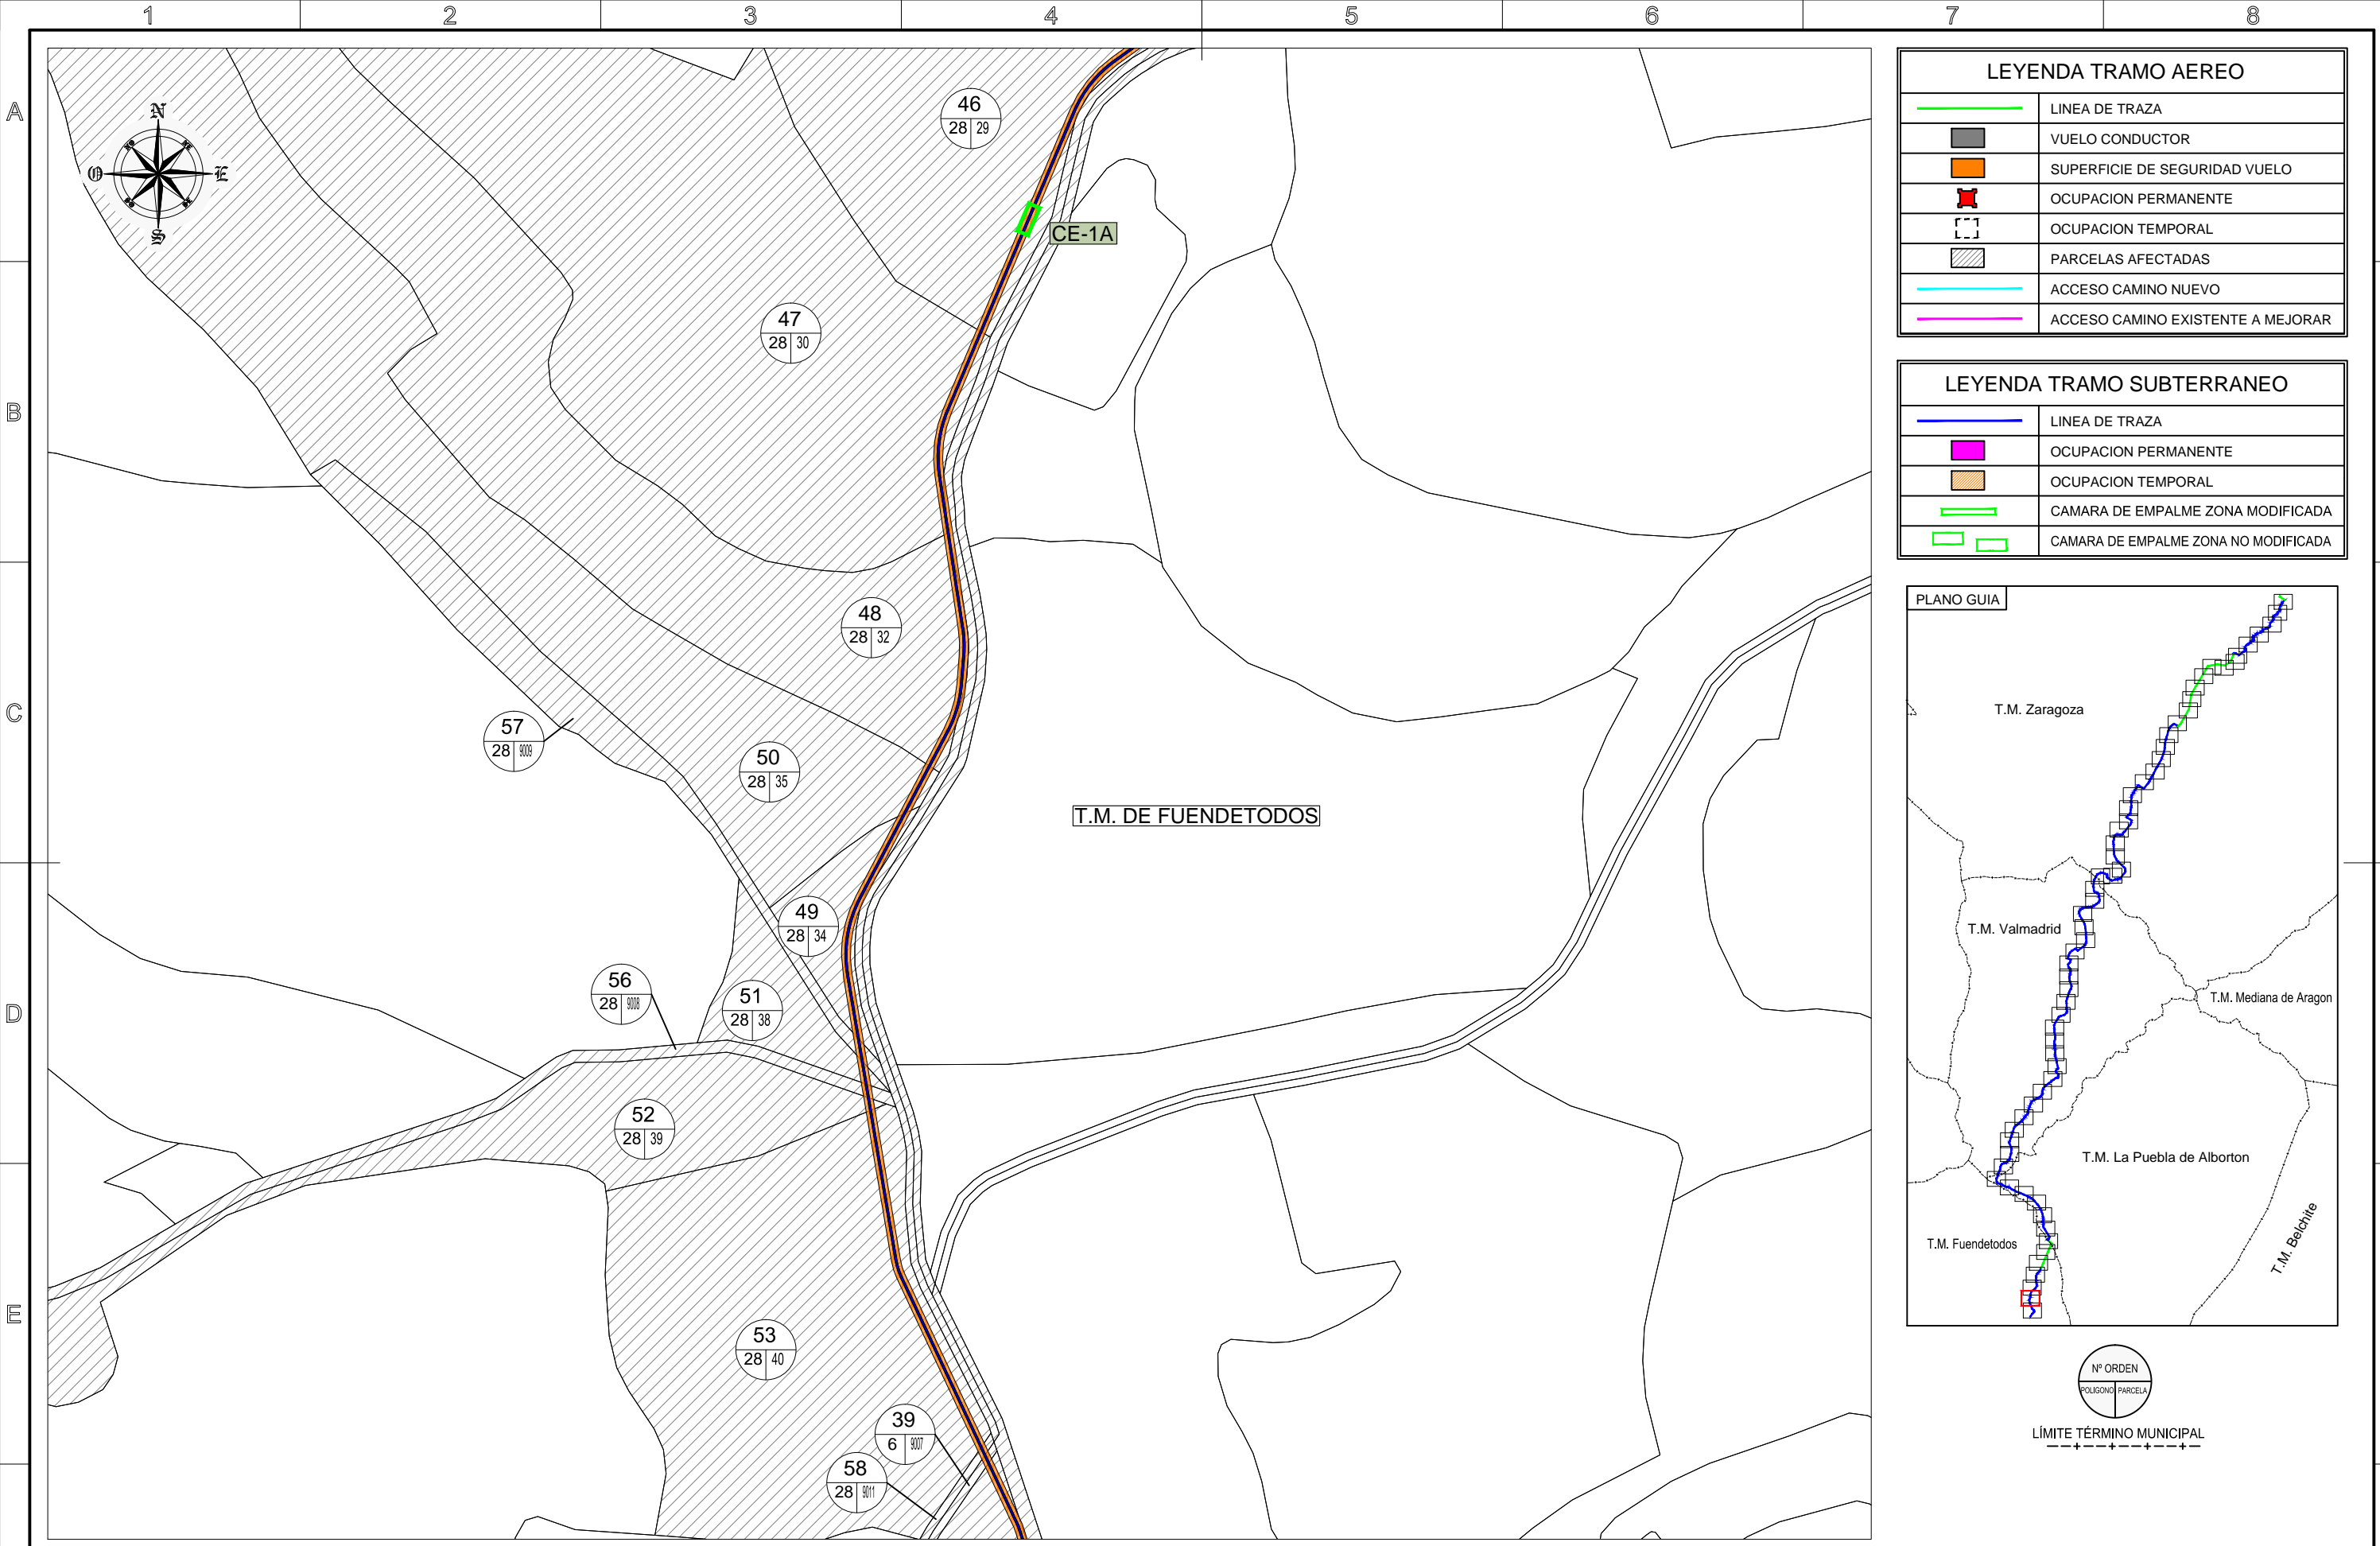 1 2 3 4 5 6 7 8
A
B
C
D
E
N
O E
S
46
28 29
CE-1A
47
28 30
48
28 32
57
28 9009
50
28 35
T.M. DE FUENDETODOS
49
28 34
56
28 9008
51
28 38
52
28 39
53
28 40
39
6 9007
58
28 9011
LEYENDA TRAMO AEREO
LINEA DE TRAZA
VUELO CONDUCTOR
SUPERFICIE DE SEGURIDAD VUELO
OCUPACION PERMANENTE
OCUPACION TEMPORAL
PARCELAS AFECTADAS
ACCESO CAMINO NUEVO
ACCESO CAMINO EXISTENTE A MEJORAR
LEYENDA TRAMO SUBTERRANEO
LINEA DE TRAZA
OCUPACION PERMANENTE
OCUPACION TEMPORAL
CAMARA DE EMPALME ZONA MODIFICADA
CAMARA DE EMPALME ZONA NO MODIFICADA
PLANO GUIA
T.M. Zaragoza
T.M. Valmadrid
T.M. Mediana de Aragon
T.M. La Puebla de Alborton
T.M. Belchite
T.M. Fuendetodos
Nº ORDEN
POLIGONO PARCELA
LÍMITE TÉRMINO MUNICIPAL